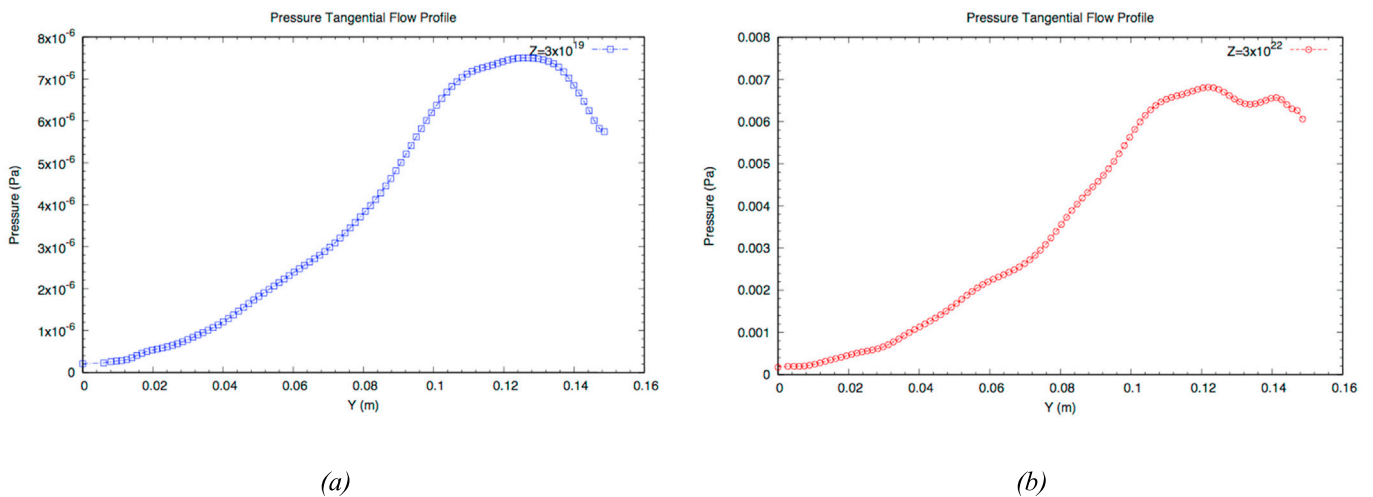 Pressure Tangential Flow Profile
8x10⁻⁶
7x10⁻⁶
6x10⁻⁶
5x10⁻⁶
4x10⁻⁶
3x10⁻⁶
2x10⁻⁶
1x10⁻⁶
0
Pressure (Pa)
Z=3x10¹⁹
0 0.02 0.04 0.06 0.08 0.1 0.12 0.14 0.16
Y (m)
(a)
Pressure Tangential Flow Profile
0.008
0.007
0.006
0.005
0.004
0.003
0.002
0.001
0
Pressure (Pa)
Z=3x10²²
0 0.02 0.04 0.06 0.08 0.1 0.12 0.14 0.16
Y (m)
(b)